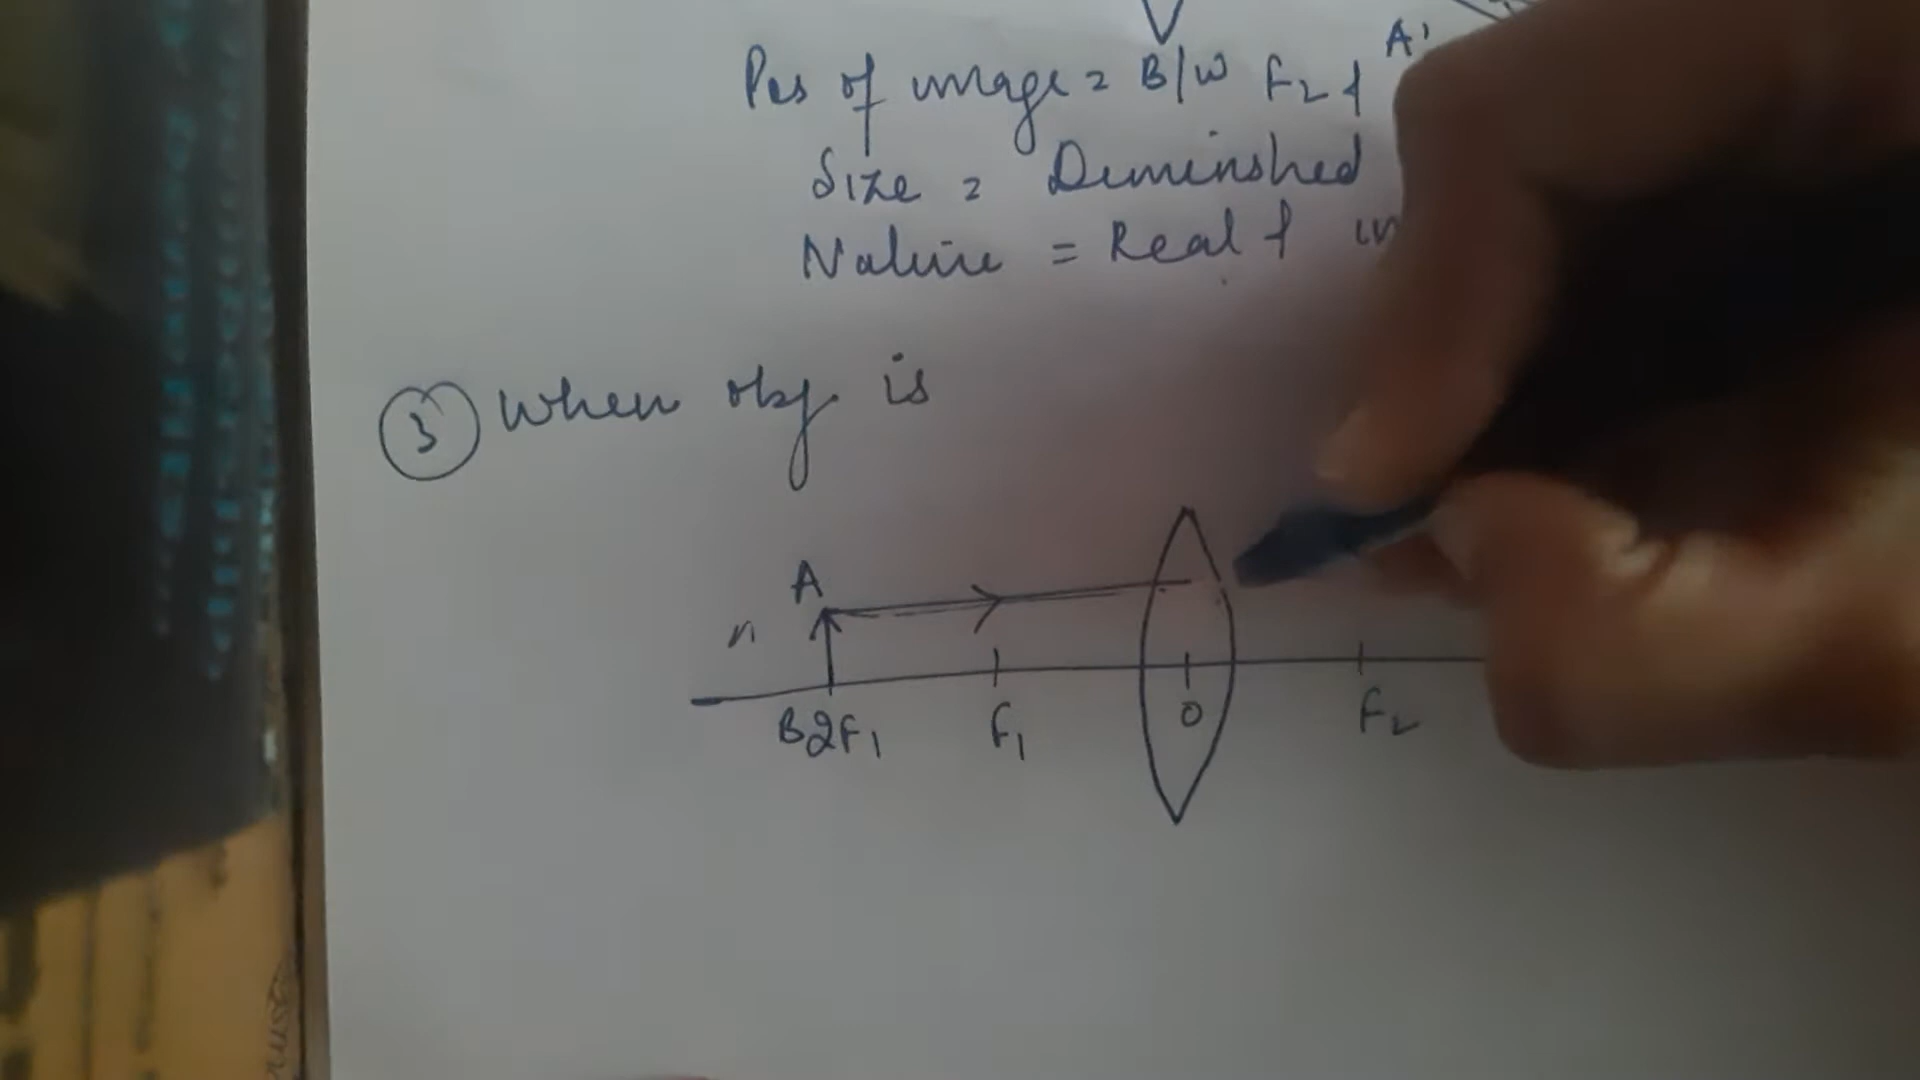 A'
Pos of image = B/W F2 &
Size = Diminshed
Nature = Real &
③ When obj. is
A
n
B 2F1 F1 O F2